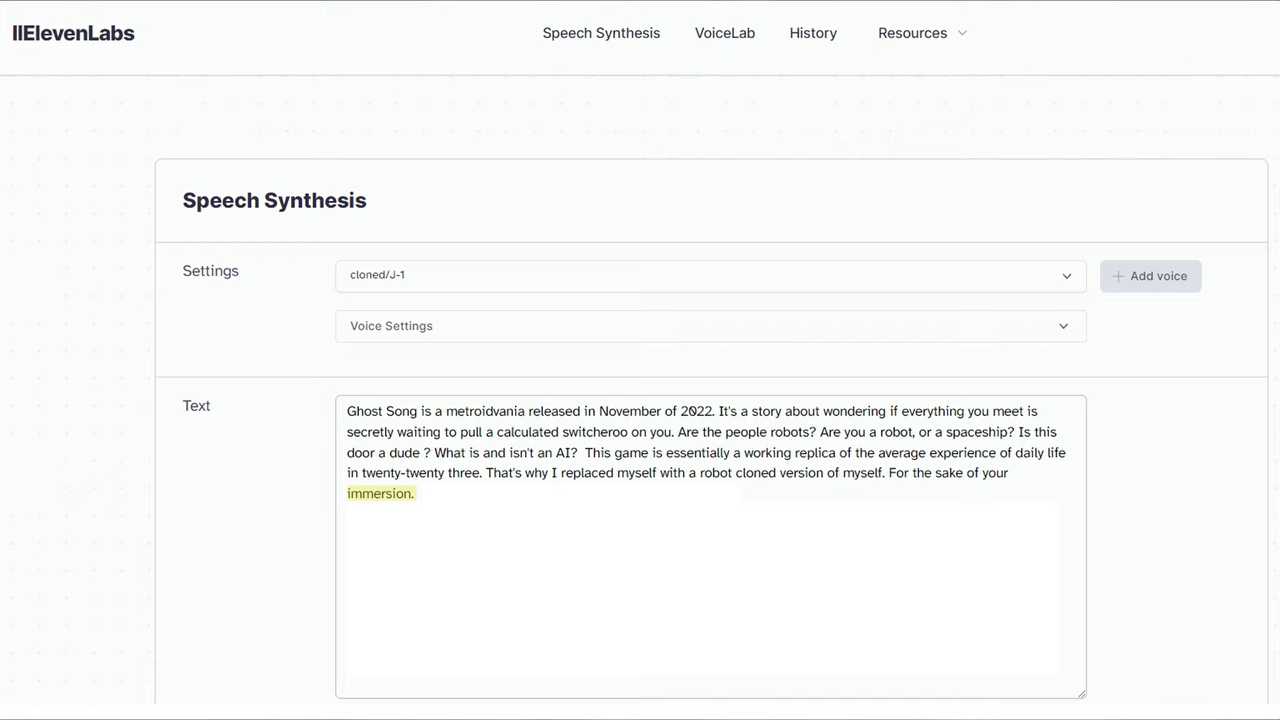 IIElevenLabs
Speech Synthesis
VoiceLab
History
Resources
Speech Synthesis
Settings
cloned/J-1
+ Add voice
Voice Settings
Text
Ghost Song is a metroidvania released in November of 2022. It's a story about wondering if everything you meet is
secretly waiting to pull a calculated switcheroo on you. Are the people robots? Are you a robot, or a spaceship? Is this
door a dude ? What is and isn't an AI?  This game is essentially a working replica of the average experience of daily life
in twenty-twenty three. That's why I replaced myself with a robot cloned version of myself. For the sake of your
immersion.